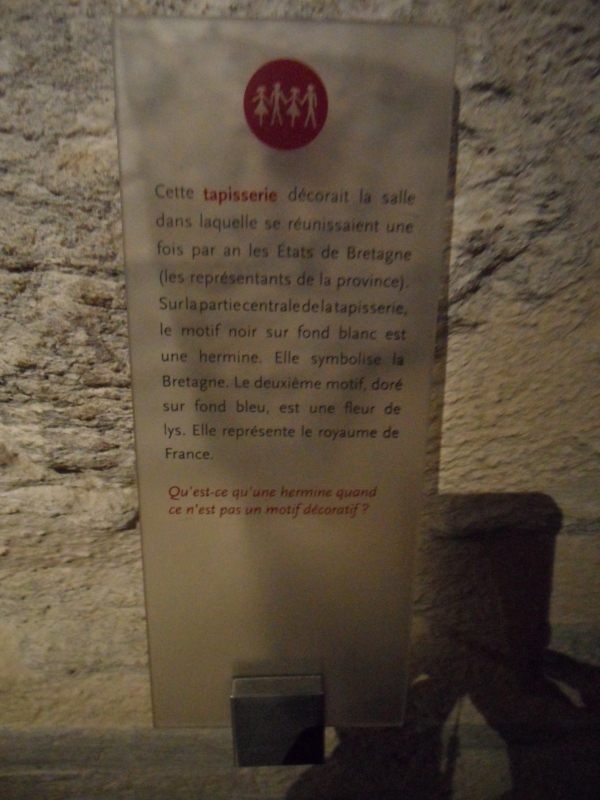 Cette tapisserie décorait la salle
dans laquelle se réunissaient une
fois par an les Etats de Bretagne
(les représentants de la province).
Surlapartiecentraledelatapisserie,
le motif noir sur fond blanc est
une hermine. Elle symbolise la
Bretagne. Le deuxième motif, doré
sur fond bleu, est une fleur de
lys. Elle représente le royaume de
France.
Qu'est-ce qu'une hermine quand
ce n'est pas un motif décoratif ?